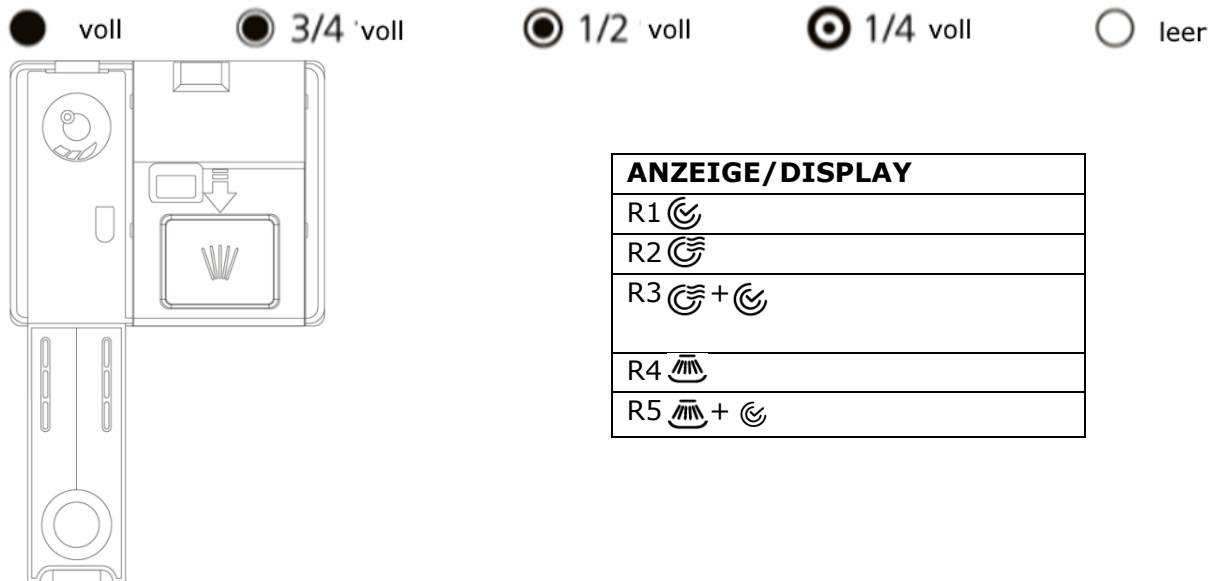 voll 3/4 voll 1/2 voll 1/4 voll leer
ANZEIGE/DISPLAY
R1
R2
R3 +
R4
R5 +